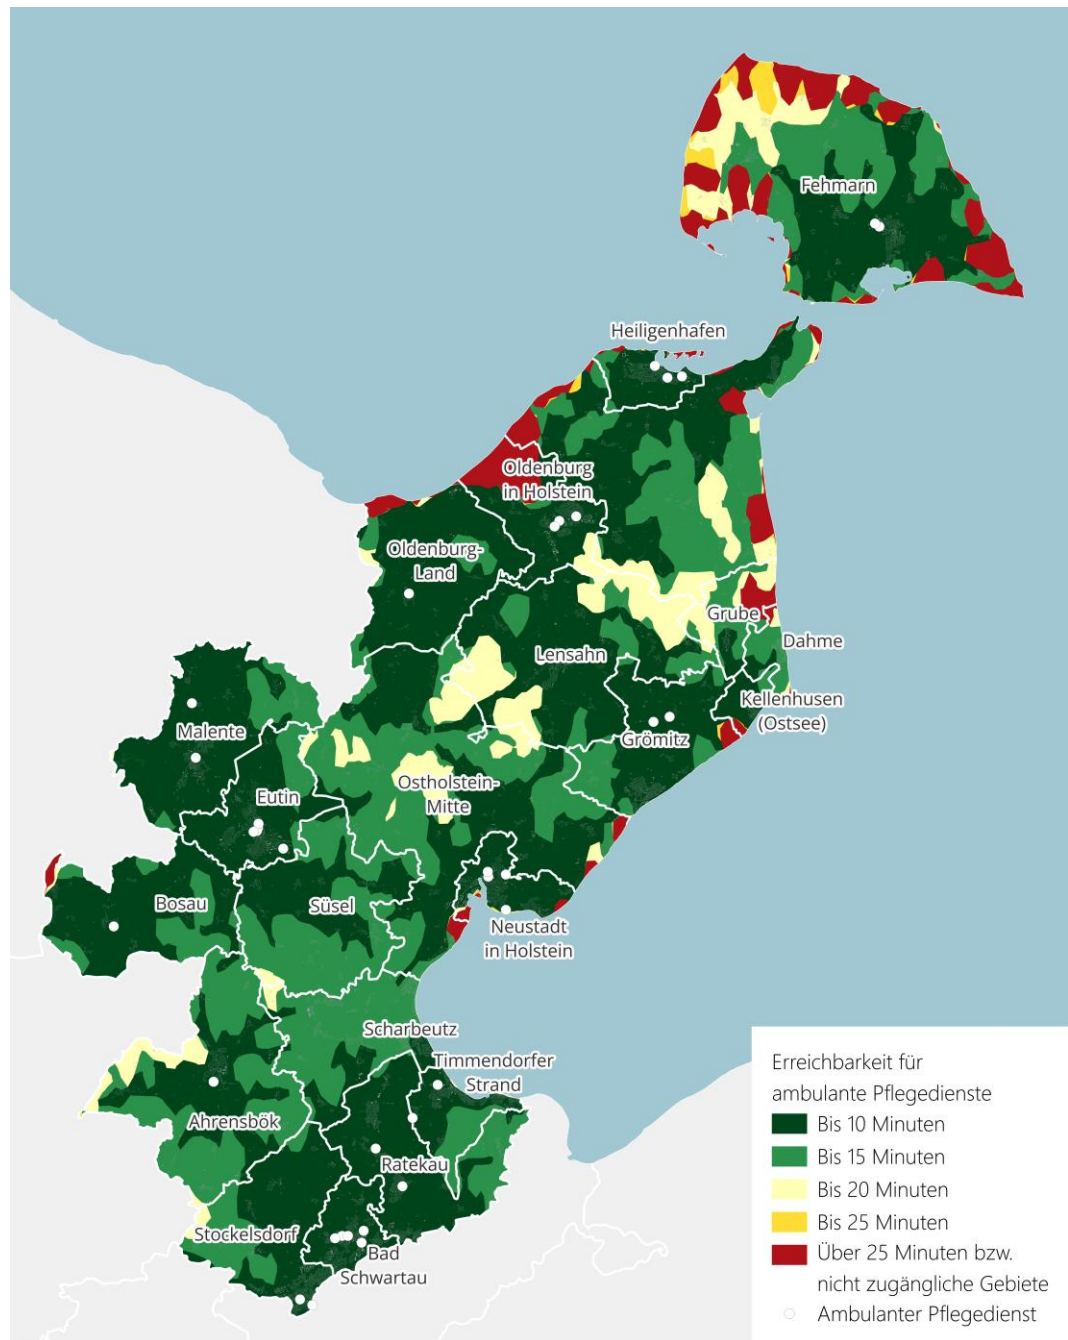 Fehmarn
Heiligenhafen
Oldenburg
in Holstein
Oldenburg-
Land
Grube
Dahme
Lensahn
Kellenhusen
(Ostsee)
Malente
Grömitz
Ostholstein-
Mitte
Eutin
Bosau
Süsel
Neustadt
in Holstein
Scharbeutz
Timmendorfer
Strand
Ahrensbök
Ratekau
Stockelsdorf
Bad
Schwartau
Erreichbarkeit für
ambulante Pflegedienste
Bis 10 Minuten
Bis 15 Minuten
Bis 20 Minuten
Bis 25 Minuten
Über 25 Minuten bzw.
nicht zugängliche Gebiete
Ambulanter Pflegedienst